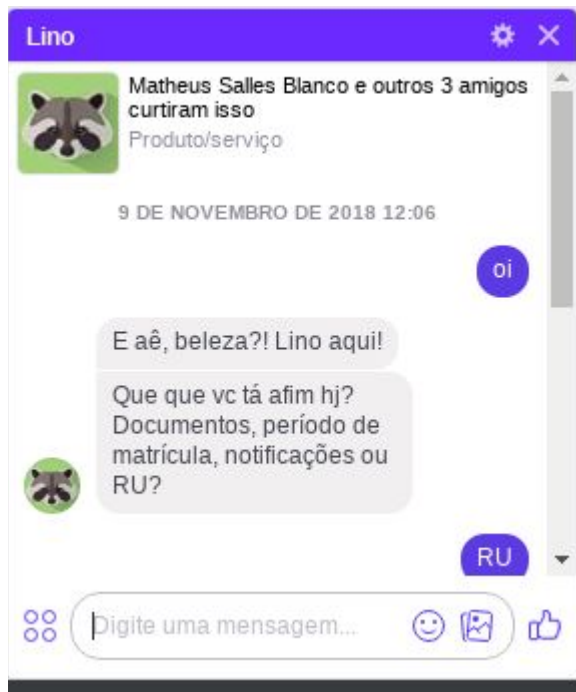 Lino
Matheus Salles Blanco e outros 3 amigos
curtiram isso
Produto/serviço
9 DE NOVEMBRO DE 2018 12:06
oi
E aê, beleza?! Lino aqui!
Que que vc tá afim hj?
Documentos, período de
matrícula, notificações ou
RU?
RU
Digite uma mensagem...